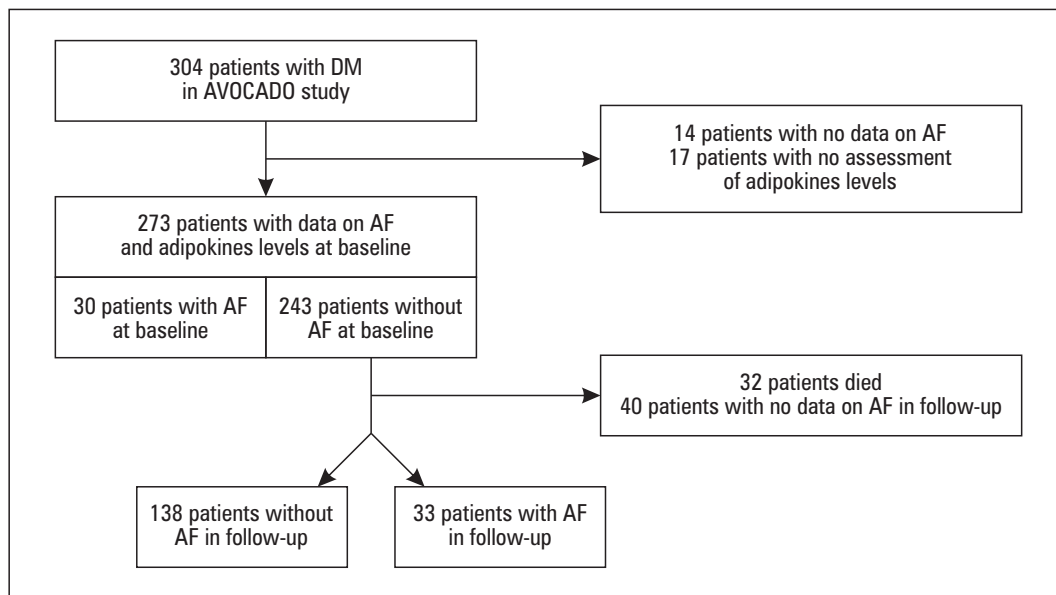 304 patients with DM
in AVOCADO study
14 patients with no data on AF
17 patients with no assessment
of adipokines levels
273 patients with data on AF
and adipokines levels at baseline
30 patients with AF
at baseline
243 patients without
AF at baseline
32 patients died
40 patients with no data on AF in follow-up
138 patients without
AF in follow-up
33 patients with AF
in follow-up